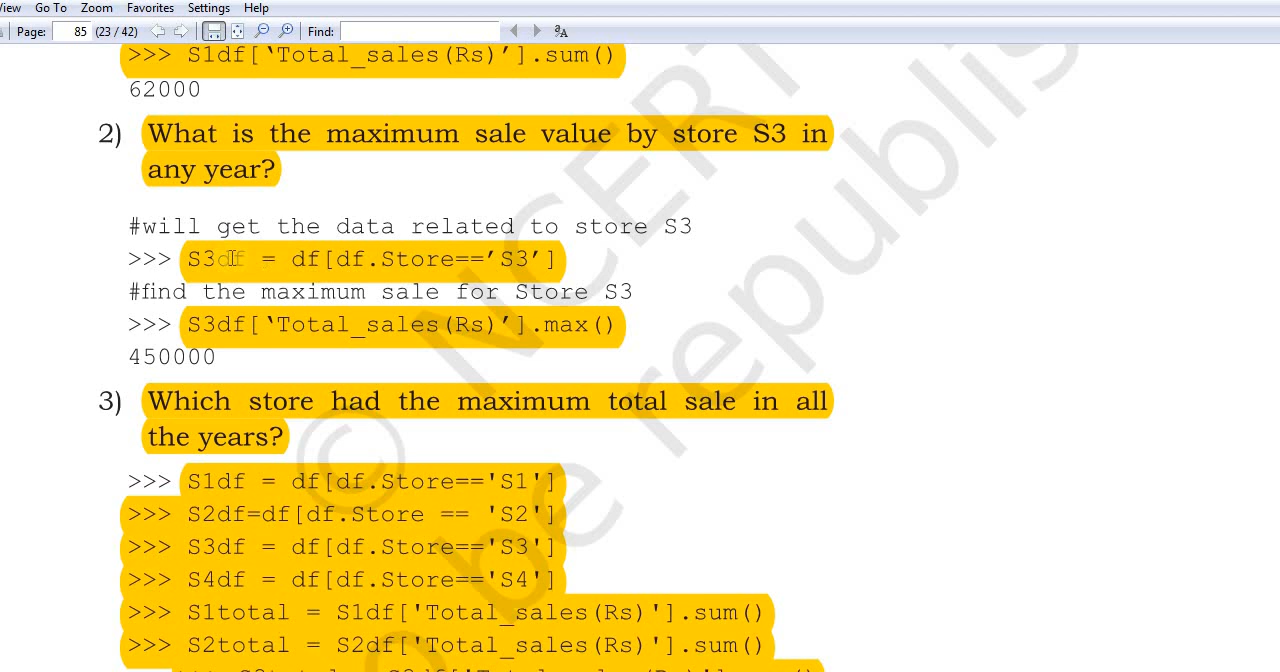 View Go To Zoom Favorites Settings Help
Page: 85 (23 / 42) Find:
>>> S1df[‘Total_sales(Rs)’].sum()
62000
2) What is the maximum sale value by store S3 in
any year?
#will get the data related to store S3
>>> S3df = df[df.Store==’S3’]
#find the maximum sale for Store S3
>>> S3df[‘Total_sales(Rs)’].max()
450000
3) Which store had the maximum total sale in all
the years?
>>> S1df = df[df.Store=='S1']
>>> S2df=df[df.Store == 'S2']
>>> S3df = df[df.Store=='S3']
>>> S4df = df[df.Store=='S4']
>>> S1total = S1df['Total_sales(Rs)'].sum()
>>> S2total = S2df['Total_sales(Rs)'].sum()
© NCERT
be republis